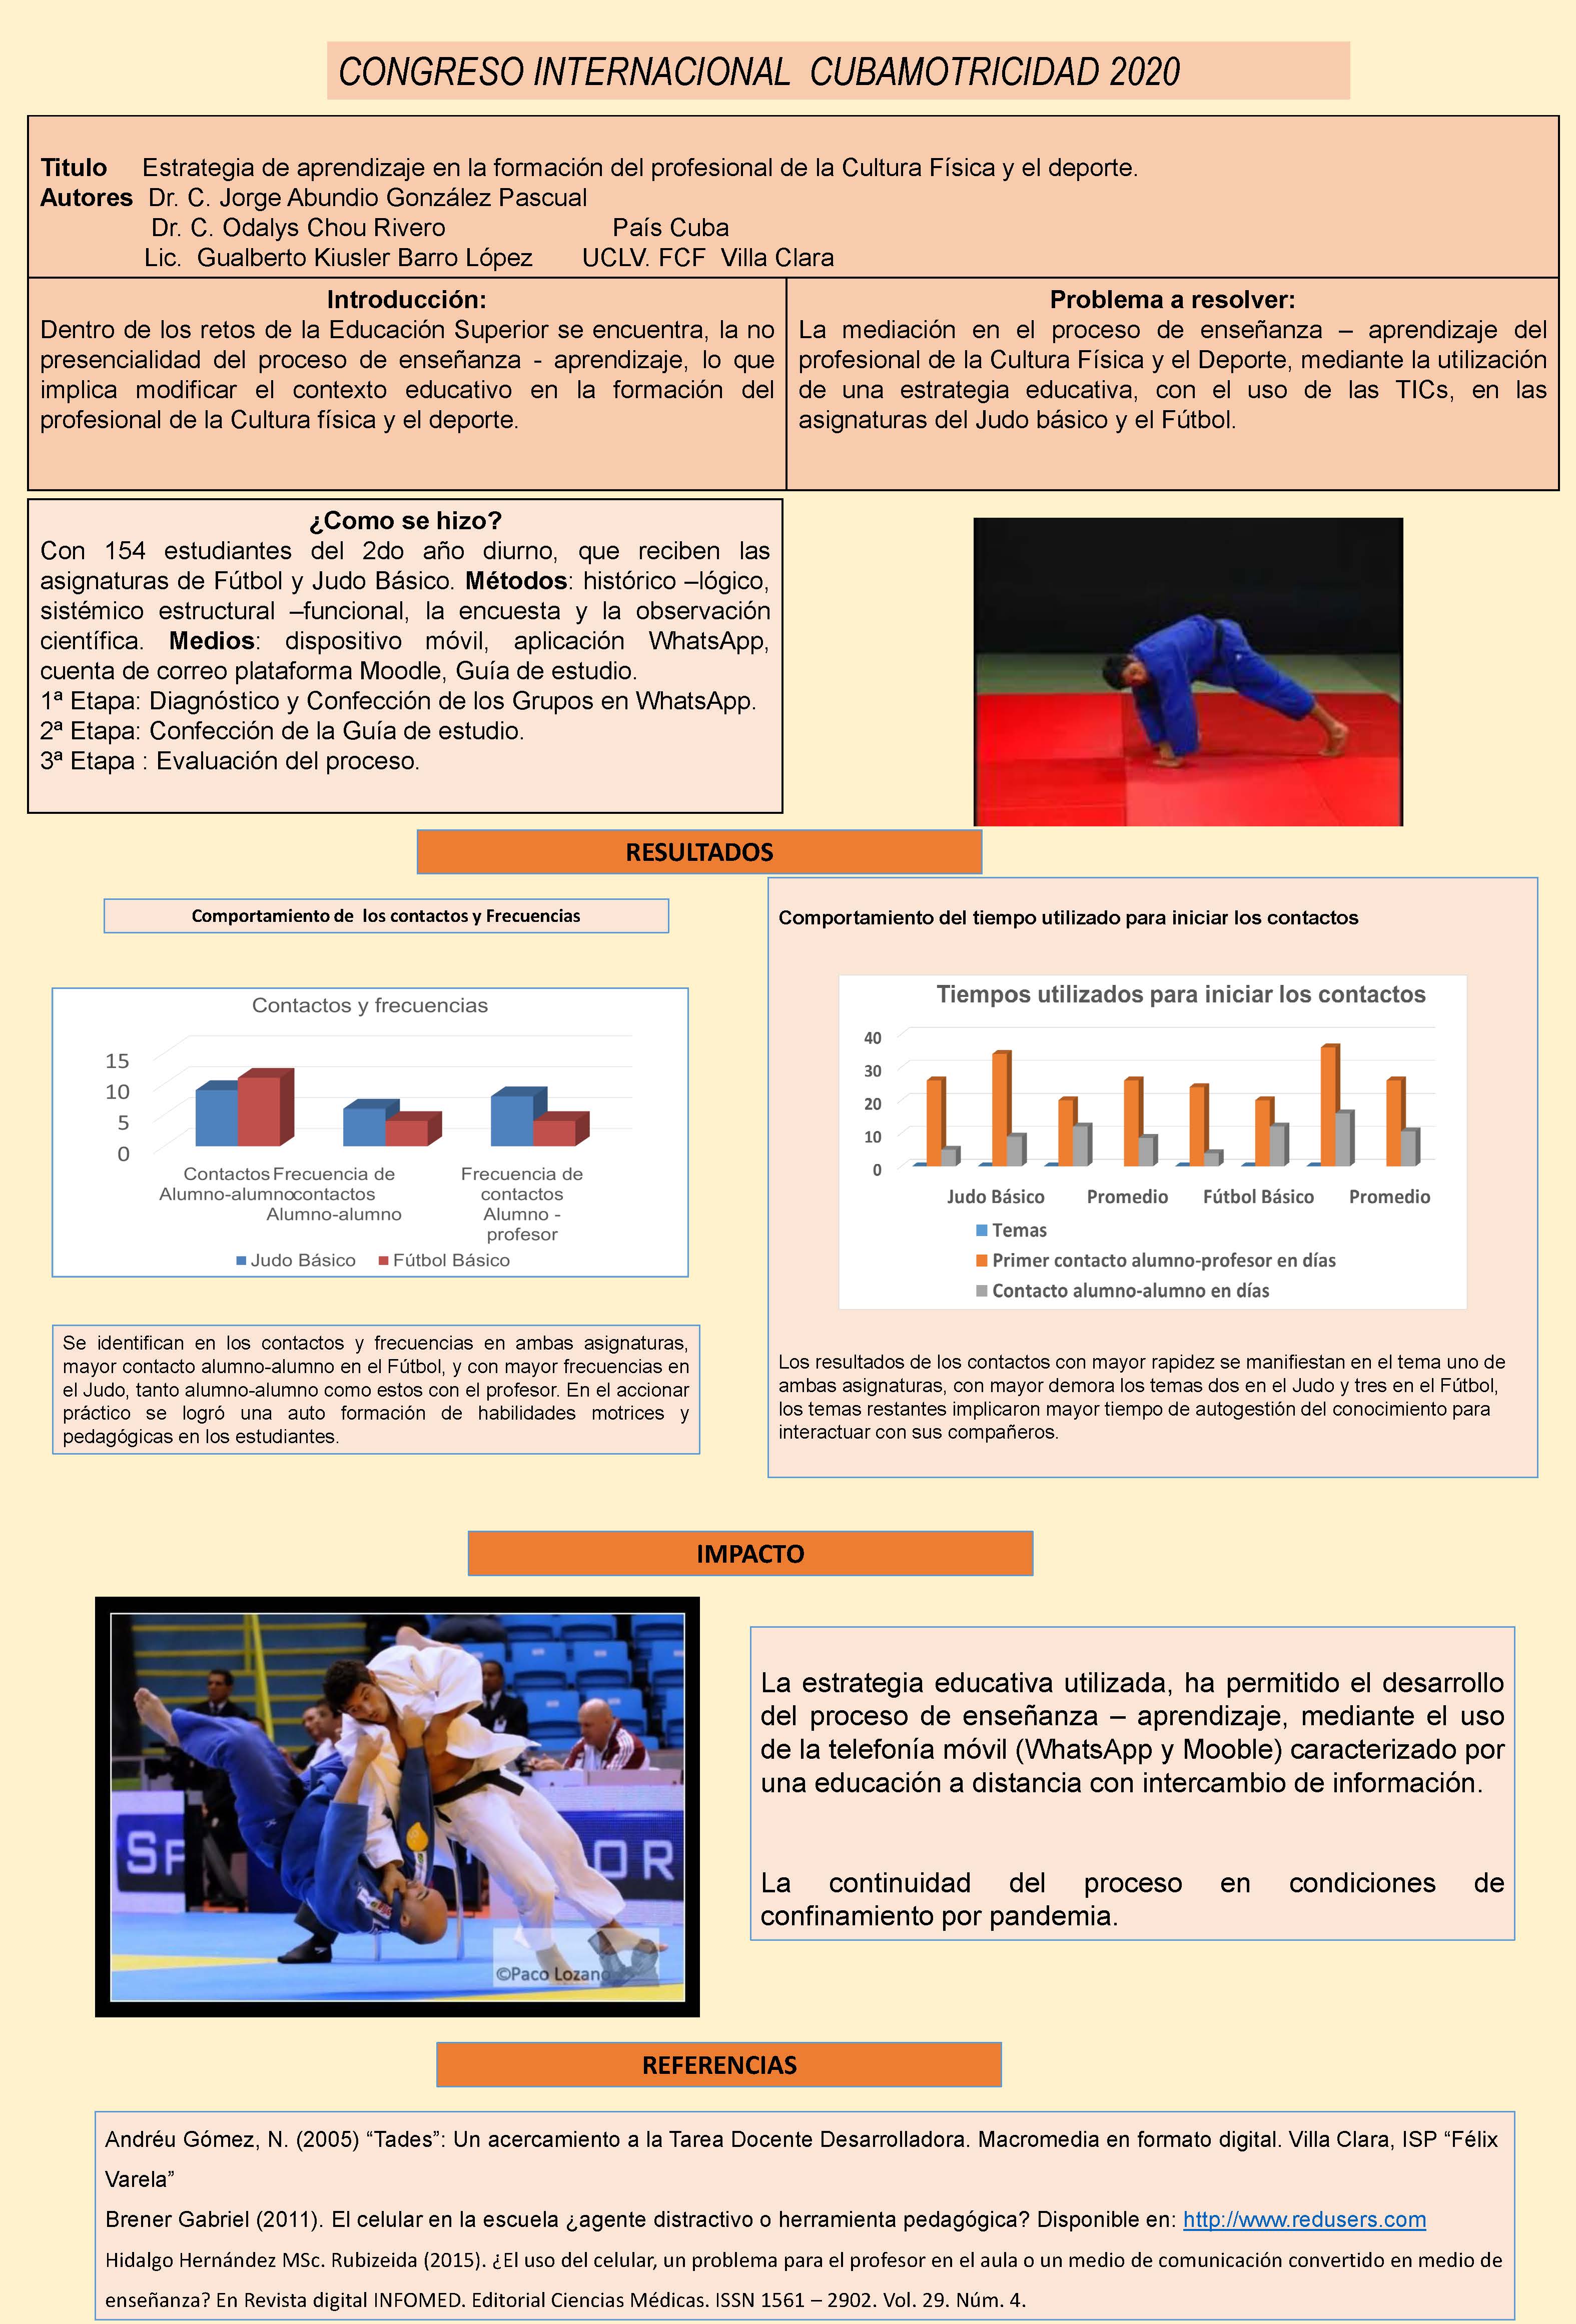 CONGRESO INTERNACIONAL CUBAMOTRICIDAD 2020
Titulo Estrategia de aprendizaje en la formación del profesional de la Cultura Física y el deporte.
Autores Dr. C. Jorge Abundio González Pascual
Dr. C. Odalys Chou Rivero País Cuba
Lic. Gualberto Kiusler Barro López UCLV. FCF Villa Clara
Introducción:
Dentro de los retos de la Educación Superior se encuentra, la no
presencialidad del proceso de enseñanza - aprendizaje, lo que
implica modificar el contexto educativo en la formación del
profesional de la Cultura física y el deporte.
Problema a resolver:
La mediación en el proceso de enseñanza – aprendizaje del
profesional de la Cultura Física y el Deporte, mediante la utilización
de una estrategia educativa, con el uso de las TICs, en las
asignaturas del Judo básico y el Fútbol.
¿Como se hizo?
Con 154 estudiantes del 2do año diurno, que reciben las
asignaturas de Fútbol y Judo Básico. Métodos: histórico –lógico,
sistémico estructural –funcional, la encuesta y la observación
científica. Medios: dispositivo móvil, aplicación WhatsApp,
cuenta de correo plataforma Moodle, Guía de estudio.
1ª Etapa: Diagnóstico y Confección de los Grupos en WhatsApp.
2ª Etapa: Confección de la Guía de estudio.
3ª Etapa : Evaluación del proceso.
RESULTADOS
Comportamiento de los contactos y Frecuencias
Contactos y frecuencias
15
10
5
0
Contactos Alumno-alumno
Frecuencia de contactos Alumno-alumno
Frecuencia de contactos Alumno - profesor
Judo Básico Fútbol Básico
Se identifican en los contactos y frecuencias en ambas asignaturas,
mayor contacto alumno-alumno en el Fútbol, y con mayor frecuencias en
el Judo, tanto alumno-alumno como estos con el profesor. En el accionar
práctico se logró una auto formación de habilidades motrices y
pedagógicas en los estudiantes.
Comportamiento del tiempo utilizado para iniciar los contactos
Tiempos utilizados para iniciar los contactos
40
30
20
10
0
Judo Básico Promedio Fútbol Básico Promedio
Temas
Primer contacto alumno-profesor en días
Contacto alumno-alumno en días
Los resultados de los contactos con mayor rapidez se manifiestan en el tema uno de
ambas asignaturas, con mayor demora los temas dos en el Judo y tres en el Fútbol,
los temas restantes implicaron mayor tiempo de autogestión del conocimiento para
interactuar con sus compañeros.
IMPACTO
SP
OR
©Paco Lozano
La estrategia educativa utilizada, ha permitido el desarrollo
del proceso de enseñanza – aprendizaje, mediante el uso
de la telefonía móvil (WhatsApp y Mooble) caracterizado por
una educación a distancia con intercambio de información.
La continuidad del proceso en condiciones de
confinamiento por pandemia.
REFERENCIAS
Andréu Gómez, N. (2005) “Tades”: Un acercamiento a la Tarea Docente Desarrolladora. Macromedia en formato digital. Villa Clara, ISP “Félix
Varela”
Brener Gabriel (2011). El celular en la escuela ¿agente distractivo o herramienta pedagógica? Disponible en: http://www.redusers.com
Hidalgo Hernández MSc. Rubizeida (2015). ¿El uso del celular, un problema para el profesor en el aula o un medio de comunicación convertido en medio de
enseñanza? En Revista digital INFOMED. Editorial Ciencias Médicas. ISSN 1561 – 2902. Vol. 29. Núm. 4.